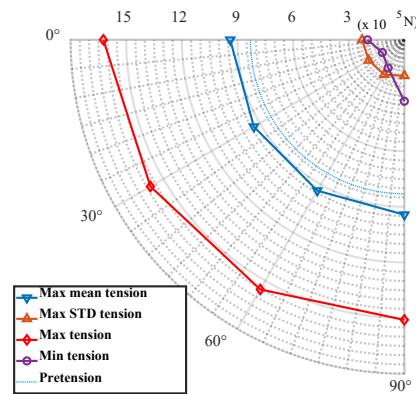 15 12 9 6 3 (x 10 5 N)
0°
30°
60°
90°
Max mean tension
Max STD tension
Max tension
Min tension
Pretension